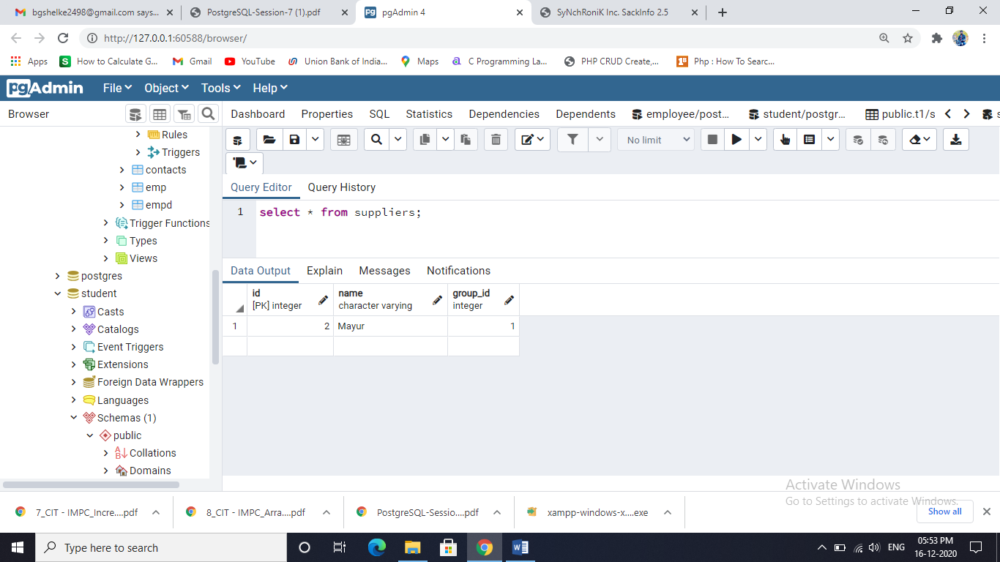 bgshelke2498@gmail.com says...
PostgreSQL-Session-7 (1).pdf
pgAdmin 4
SyNchRoniK Inc. SackInfo 2.5
http://127.0.0.1:60588/browser/
Apps
How to Calculate G...
Gmail
YouTube
Union Bank of India...
Maps
C Programming La...
PHP CRUD Create,...
Php : How To Searc...
pgAdmin
File
Object
Tools
Help
Browser
Dashboard
Properties
SQL
Statistics
Dependencies
Dependents
employee/post...
student/postgr...
public.t1/s
s
No limit
Rules
Triggers
contacts
emp
empd
Trigger Functions
Types
Views
postgres
student
Casts
Catalogs
Event Triggers
Extensions
Foreign Data Wrappers
Languages
Schemas (1)
public
Collations
Domains
Query Editor
Query History
1
select * from suppliers;
Data Output
Explain
Messages
Notifications
id
[PK] integer
name
character varying
group_id
integer
1
2
Mayur
1
Activate Windows
Go to Settings to activate Windows.
7_CIT - IMPC_Incre....pdf
8_CIT - IMPC_Arra....pdf
PostgreSQL-Sessio....pdf
xampp-windows-x....exe
Show all
Type here to search
ENG
05:53 PM
16-12-2020